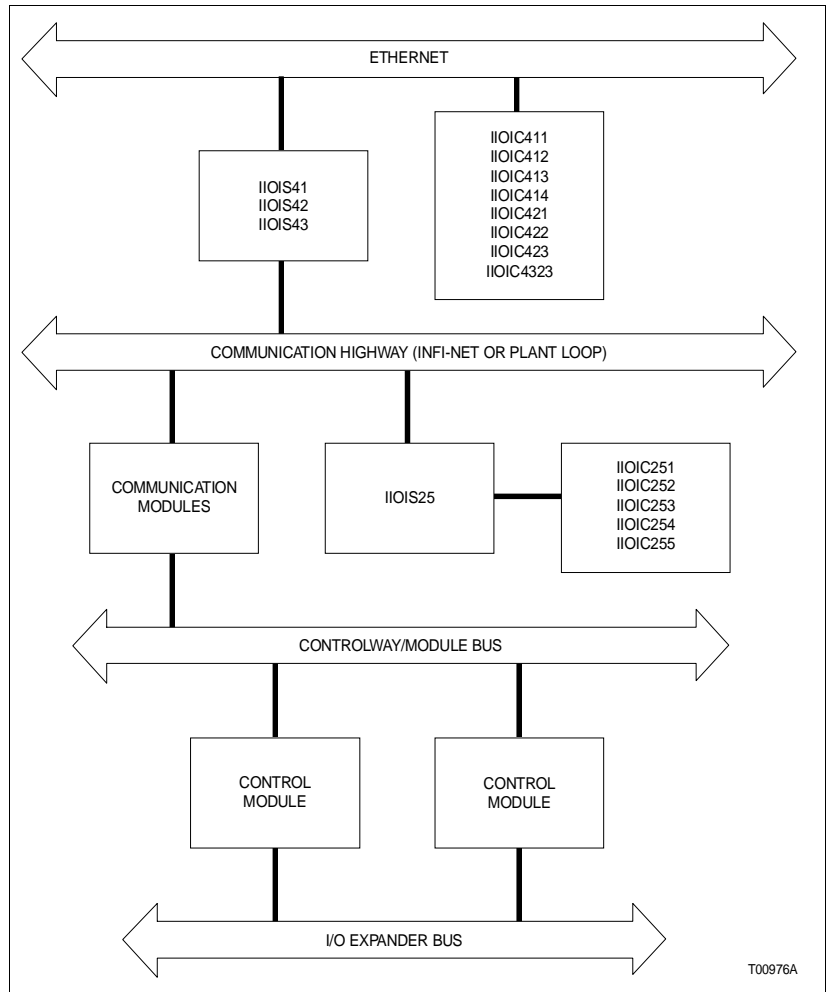 ETHERNET
IIOIS41
IIOIS42
IIOIS43
IIOIC411
IIOIC412
IIOIC413
IIOIC414
IIOIC421
IIOIC422
IIOIC423
IIOIC4323
COMMUNICATION HIGHWAY (INFI-NET OR PLANT LOOP)
COMMUNICATION
MODULES
IIOIS25
IIOIC251
IIOIC252
IIOIC253
IIOIC254
IIOIC255
CONTROLWAY/MODULE BUS
CONTROL
MODULE
CONTROL
MODULE
I/O EXPANDER BUS
T00976A